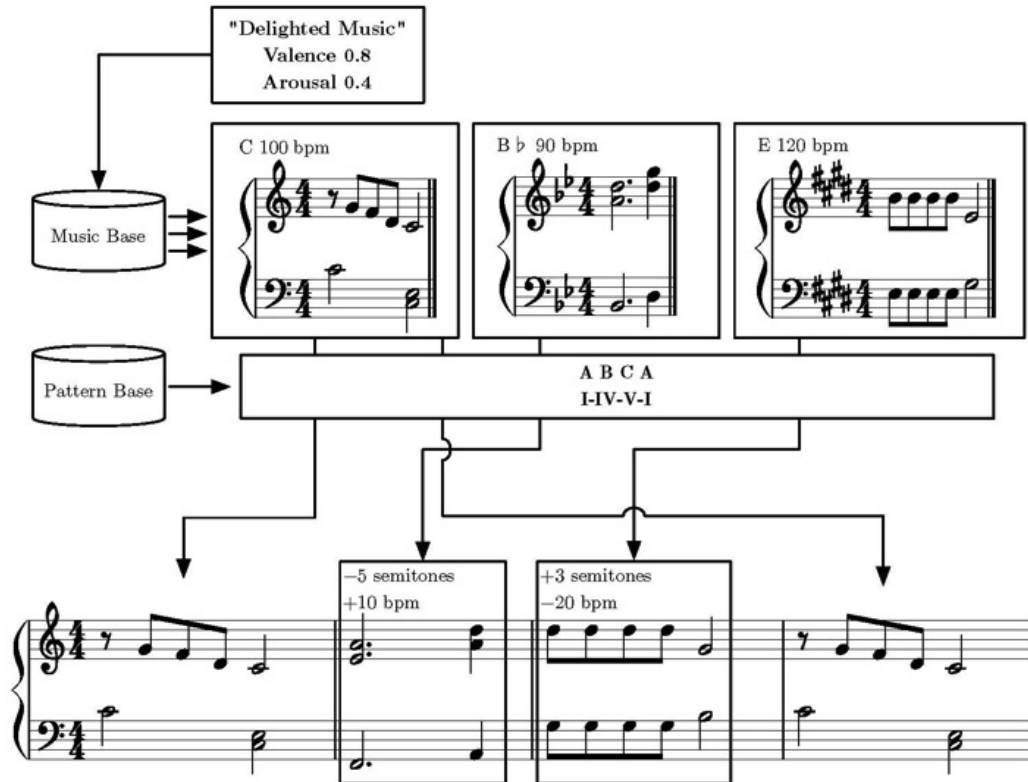 "Delighted Music"
Valence 0.8
Arousal 0.4
C 100 bpm
B♭ 90 bpm
E 120 bpm
Music Base
Pattern Base
A B C A
I-IV-V-I
−5 semitones
+10 bpm
+3 semitones
−20 bpm